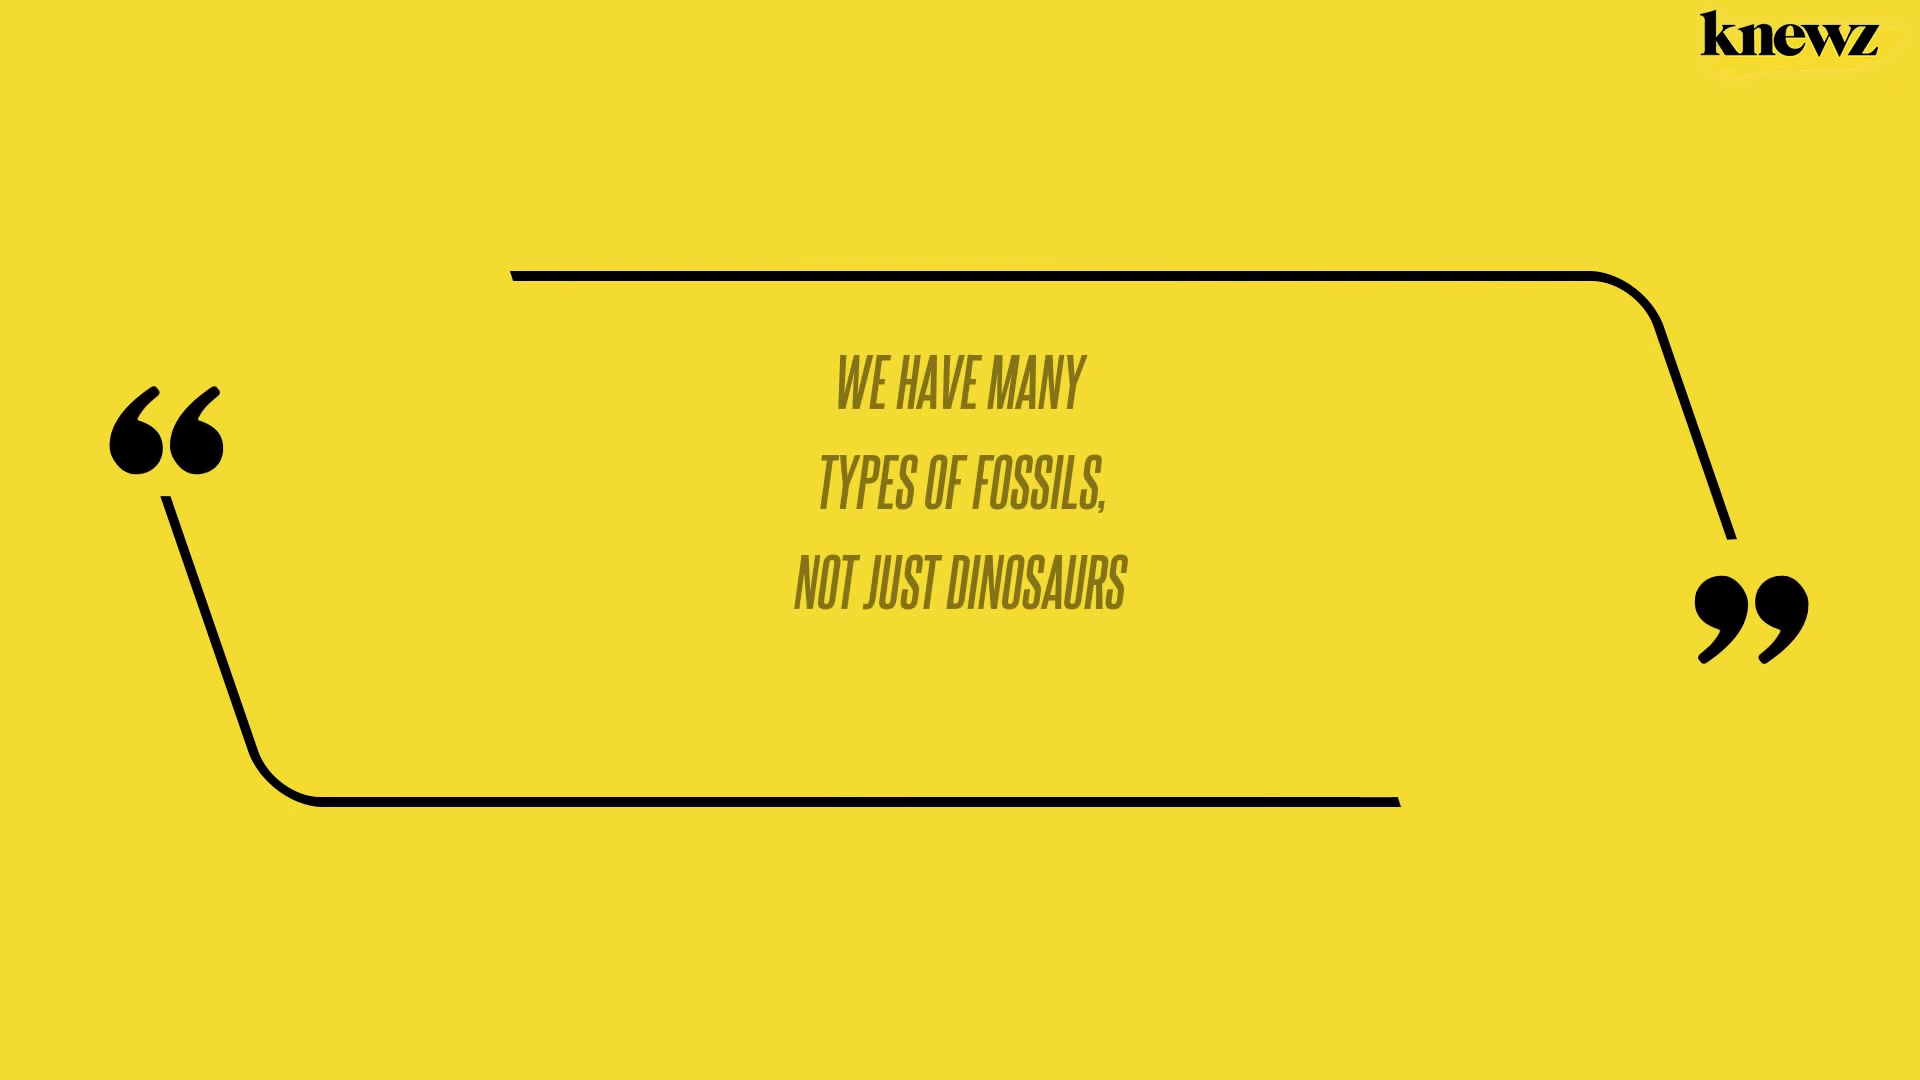 knewz
“
WE HAVE MANY
TYPES OF FOSSILS,
NOT JUST DINOSAURS
”